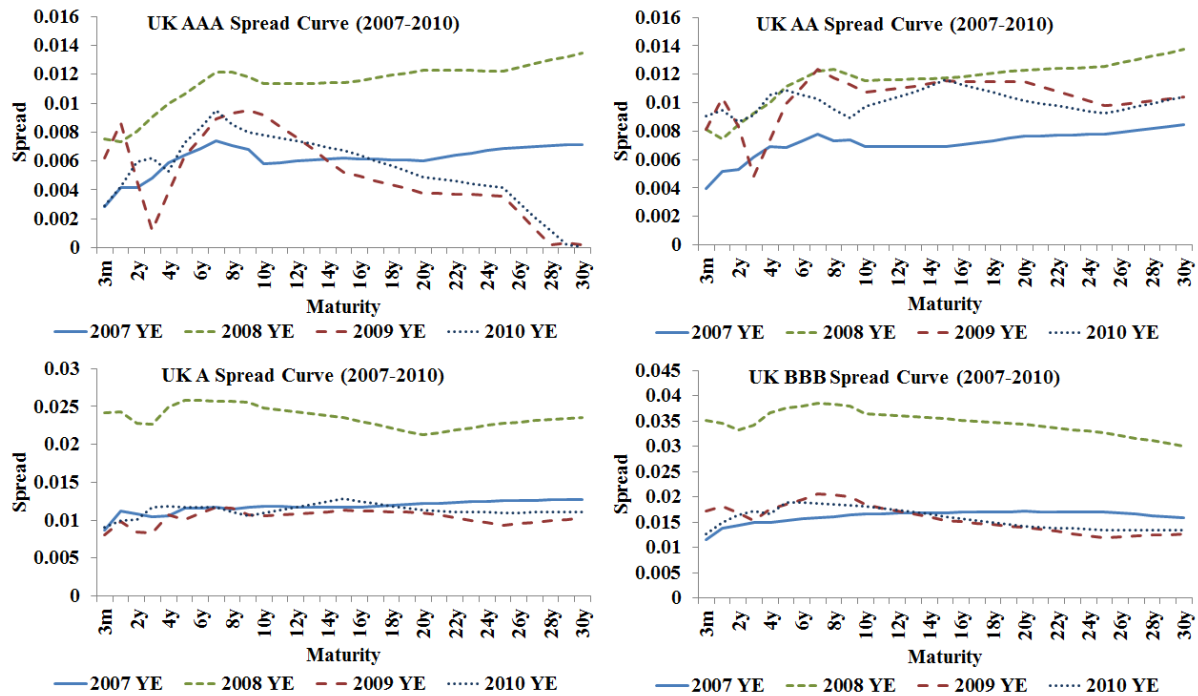 UK AAA Spread Curve (2007-2010)
0.016
0.014
0.012
0.01
0.008
0.006
0.004
0.002
0
Spread
3m 2y 4y 6y 8y 10y 12y 14y 16y 18y 20y 22y 24y 26y 28y 30y
Maturity
2007 YE 2008 YE 2009 YE 2010 YE
UK AA Spread Curve (2007-2010)
0.016
0.014
0.012
0.01
0.008
0.006
0.004
0.002
0
Spread
3m 2y 4y 6y 8y 10y 12y 14y 16y 18y 20y 22y 24y 26y 28y 30y
Maturity
2007 YE 2008 YE 2009 YE 2010 YE
UK A Spread Curve (2007-2010)
0.03
0.025
0.02
0.015
0.01
0.005
0
Spread
3m 2y 4y 6y 8y 10y 12y 14y 16y 18y 20y 22y 24y 26y 28y 30y
Maturity
2007 YE 2008 YE 2009 YE 2010 YE
UK BBB Spread Curve (2007-2010)
0.045
0.04
0.035
0.03
0.025
0.02
0.015
0.01
0.005
0
Spread
3m 2y 4y 6y 8y 10y 12y 14y 16y 18y 20y 22y 24y 26y 28y 30y
Maturity
2007 YE 2008 YE 2009 YE 2010 YE